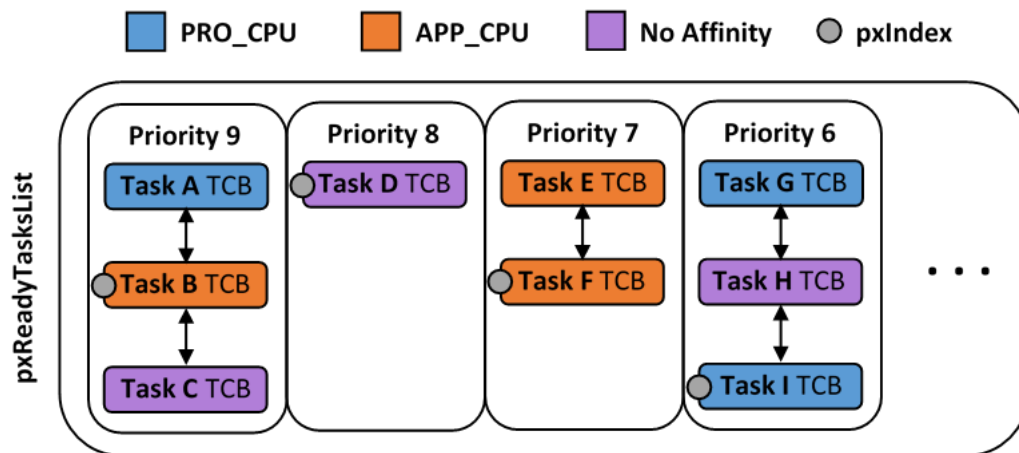 PRO_CPU
APP_CPU
No Affinity
pxIndex
pxReadyTasksList
Priority 9
Task A TCB
Task B TCB
Task C TCB
Priority 8
Task D TCB
Priority 7
Task E TCB
Task F TCB
Priority 6
Task G TCB
Task H TCB
Task I TCB
...